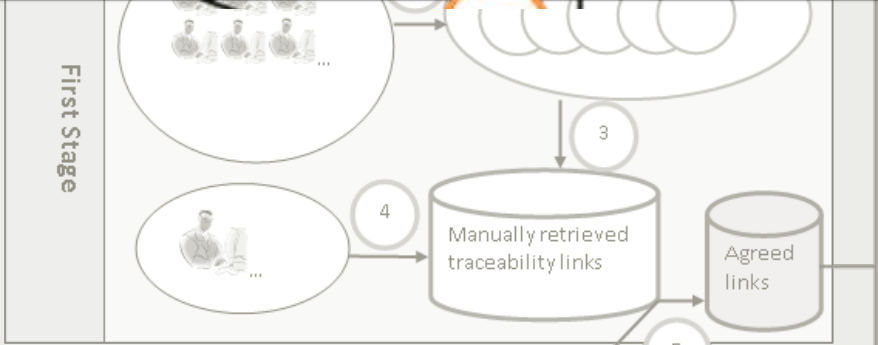 First Stage
...
3
4
...
Manually retrieved
traceability links
Agreed
links